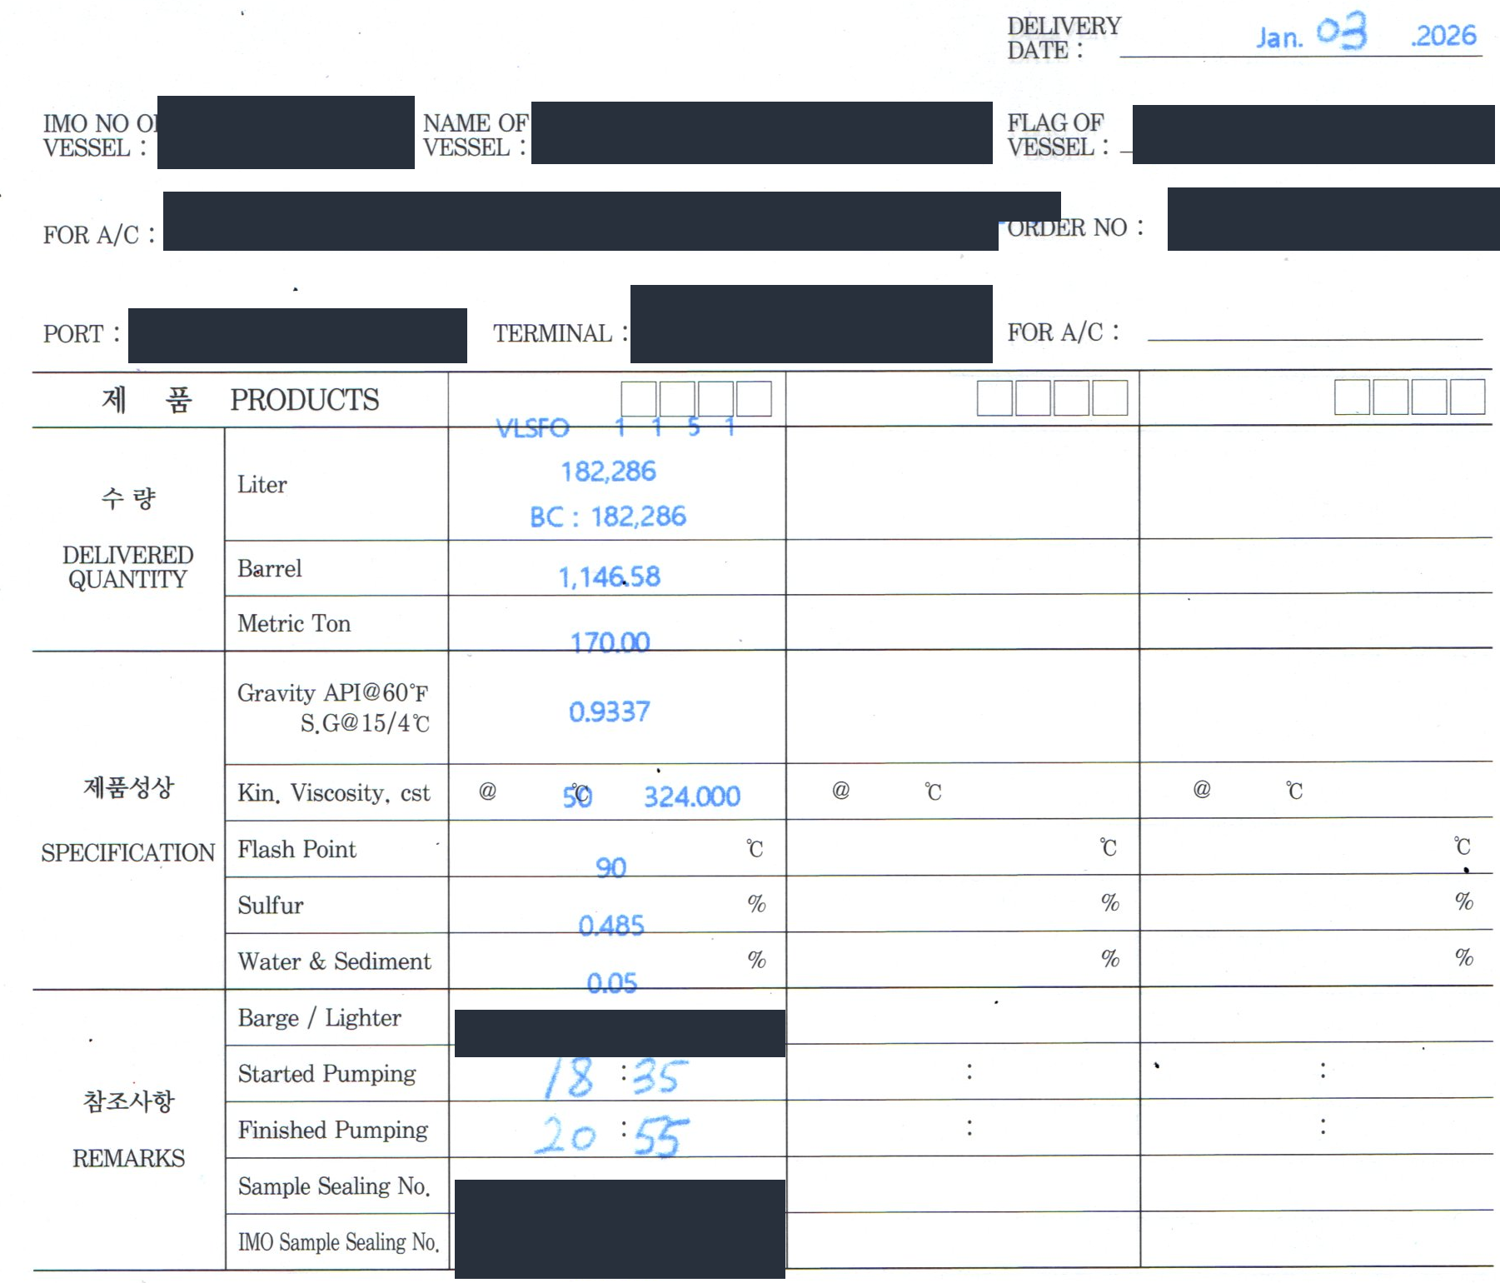 DELIVERY
DATE : Jan. 03 .2026
IMO NO
VESSEL :
NAME OF
VESSEL :
FLAG OF
VESSEL :
FOR A/C :
ORDER NO :
PORT :
TERMINAL :
FOR A/C :
제 품 PRODUCTS
VLSFO 1 1 5 1
수 량
DELIVERED
QUANTITY
Liter
182,286
BC : 182,286
Barrel
1,146.58
Metric Ton
170.00
제품성상
SPECIFICATION
Gravity API@60°F
S.G@15/4℃
0.9337
Kin. Viscosity, cst @ 50 ℃ 324.000 @ ℃ @ ℃
Flash Point 90 ℃ ℃ ℃
Sulfur 0.485 % % %
Water & Sediment 0.05 % % %
참조사항
REMARKS
Barge / Lighter
Started Pumping 18 : 35 : :
Finished Pumping 20 : 55 : :
Sample Sealing No.
IMO Sample Sealing No.